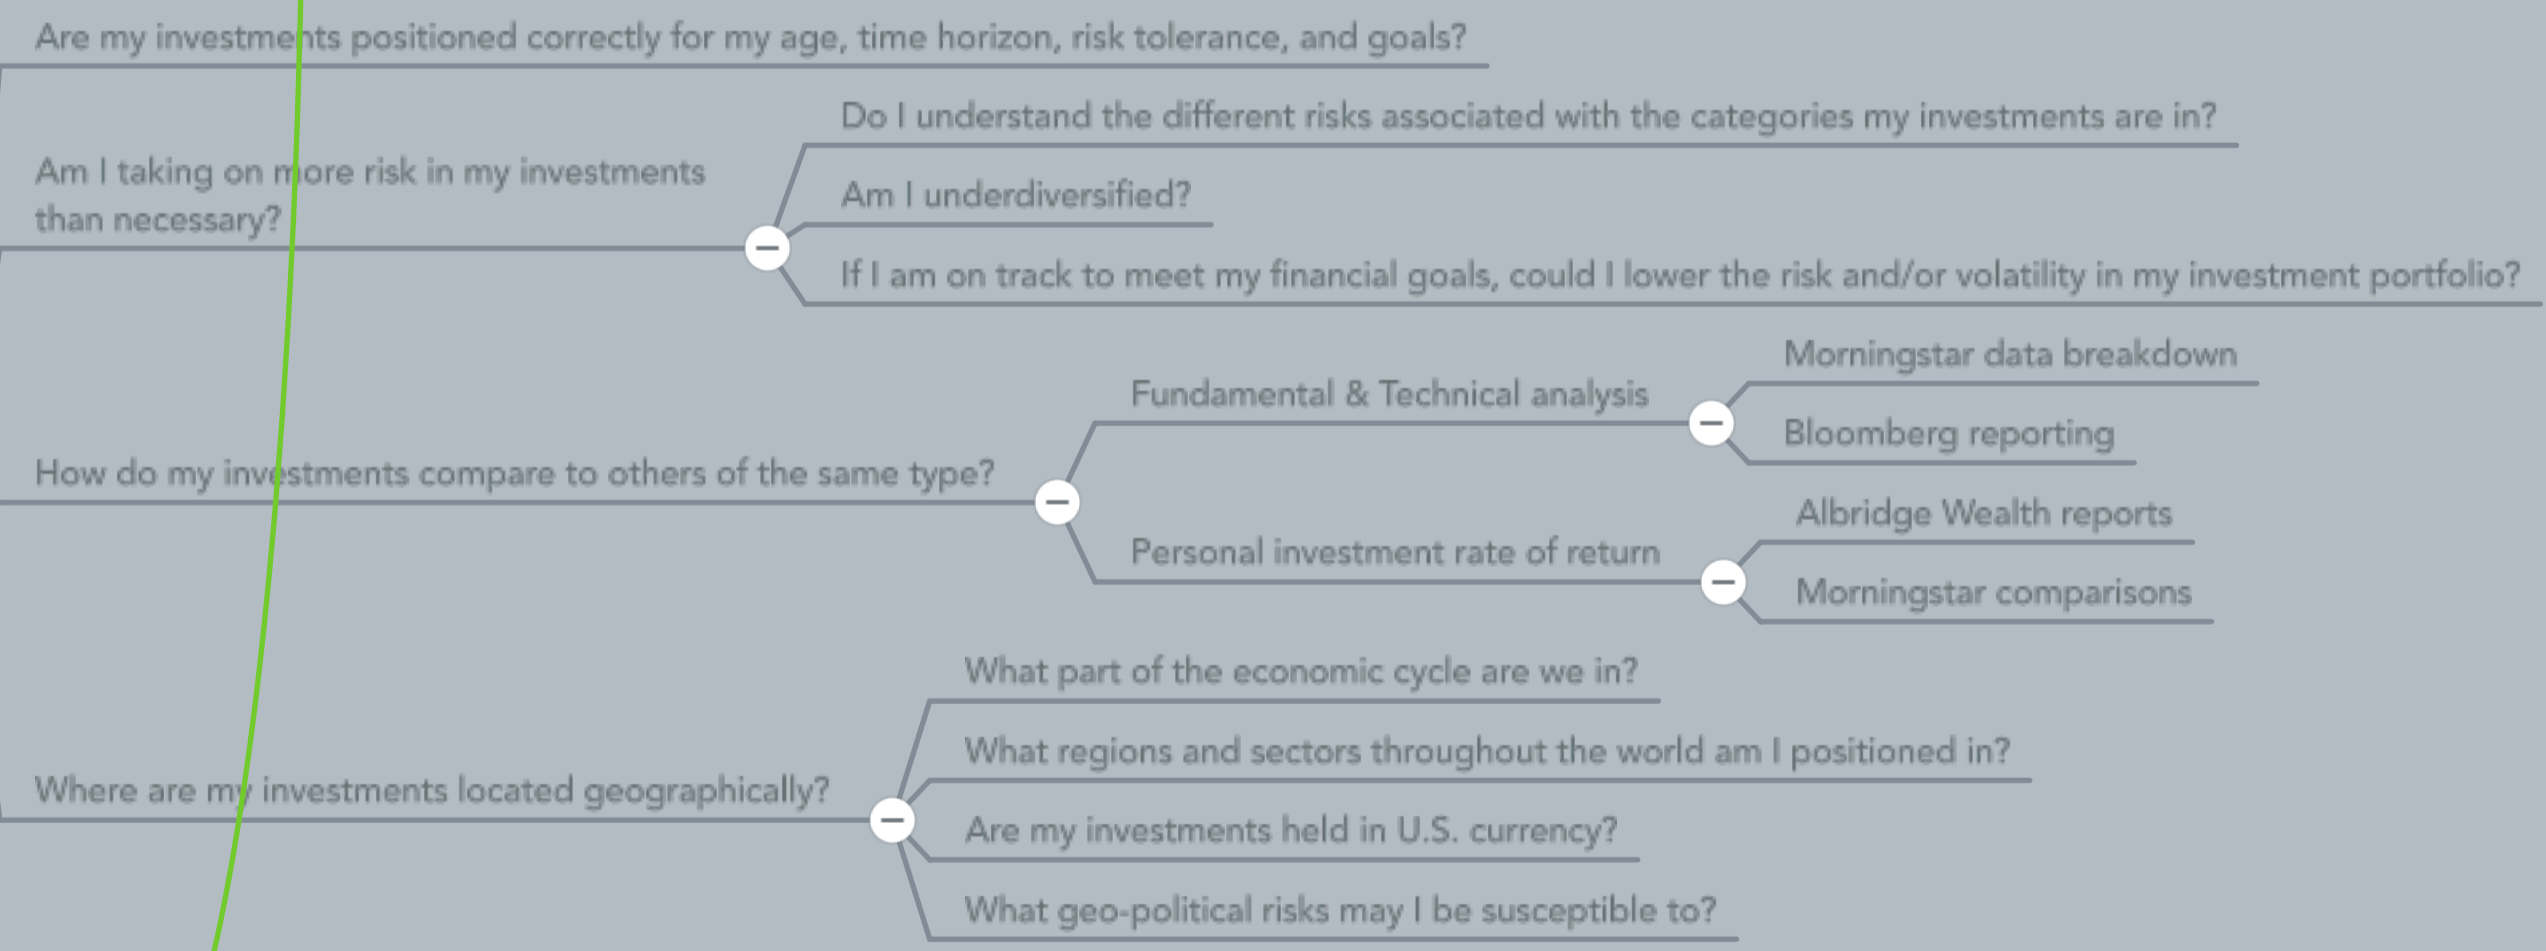 Are my investments positioned correctly for my age, time horizon, risk tolerance, and goals?
Am I taking on more risk in my investments
than necessary?
Do I understand the different risks associated with the categories my investments are in?
Am I underdiversified?
If I am on track to meet my financial goals, could I lower the risk and/or volatility in my investment portfolio?
How do my investments compare to others of the same type?
Fundamental & Technical analysis
Morningstar data breakdown
Bloomberg reporting
Personal investment rate of return
Albridge Wealth reports
Morningstar comparisons
Where are my investments located geographically?
What part of the economic cycle are we in?
What regions and sectors throughout the world am I positioned in?
Are my investments held in U.S. currency?
What geo-political risks may I be susceptible to?